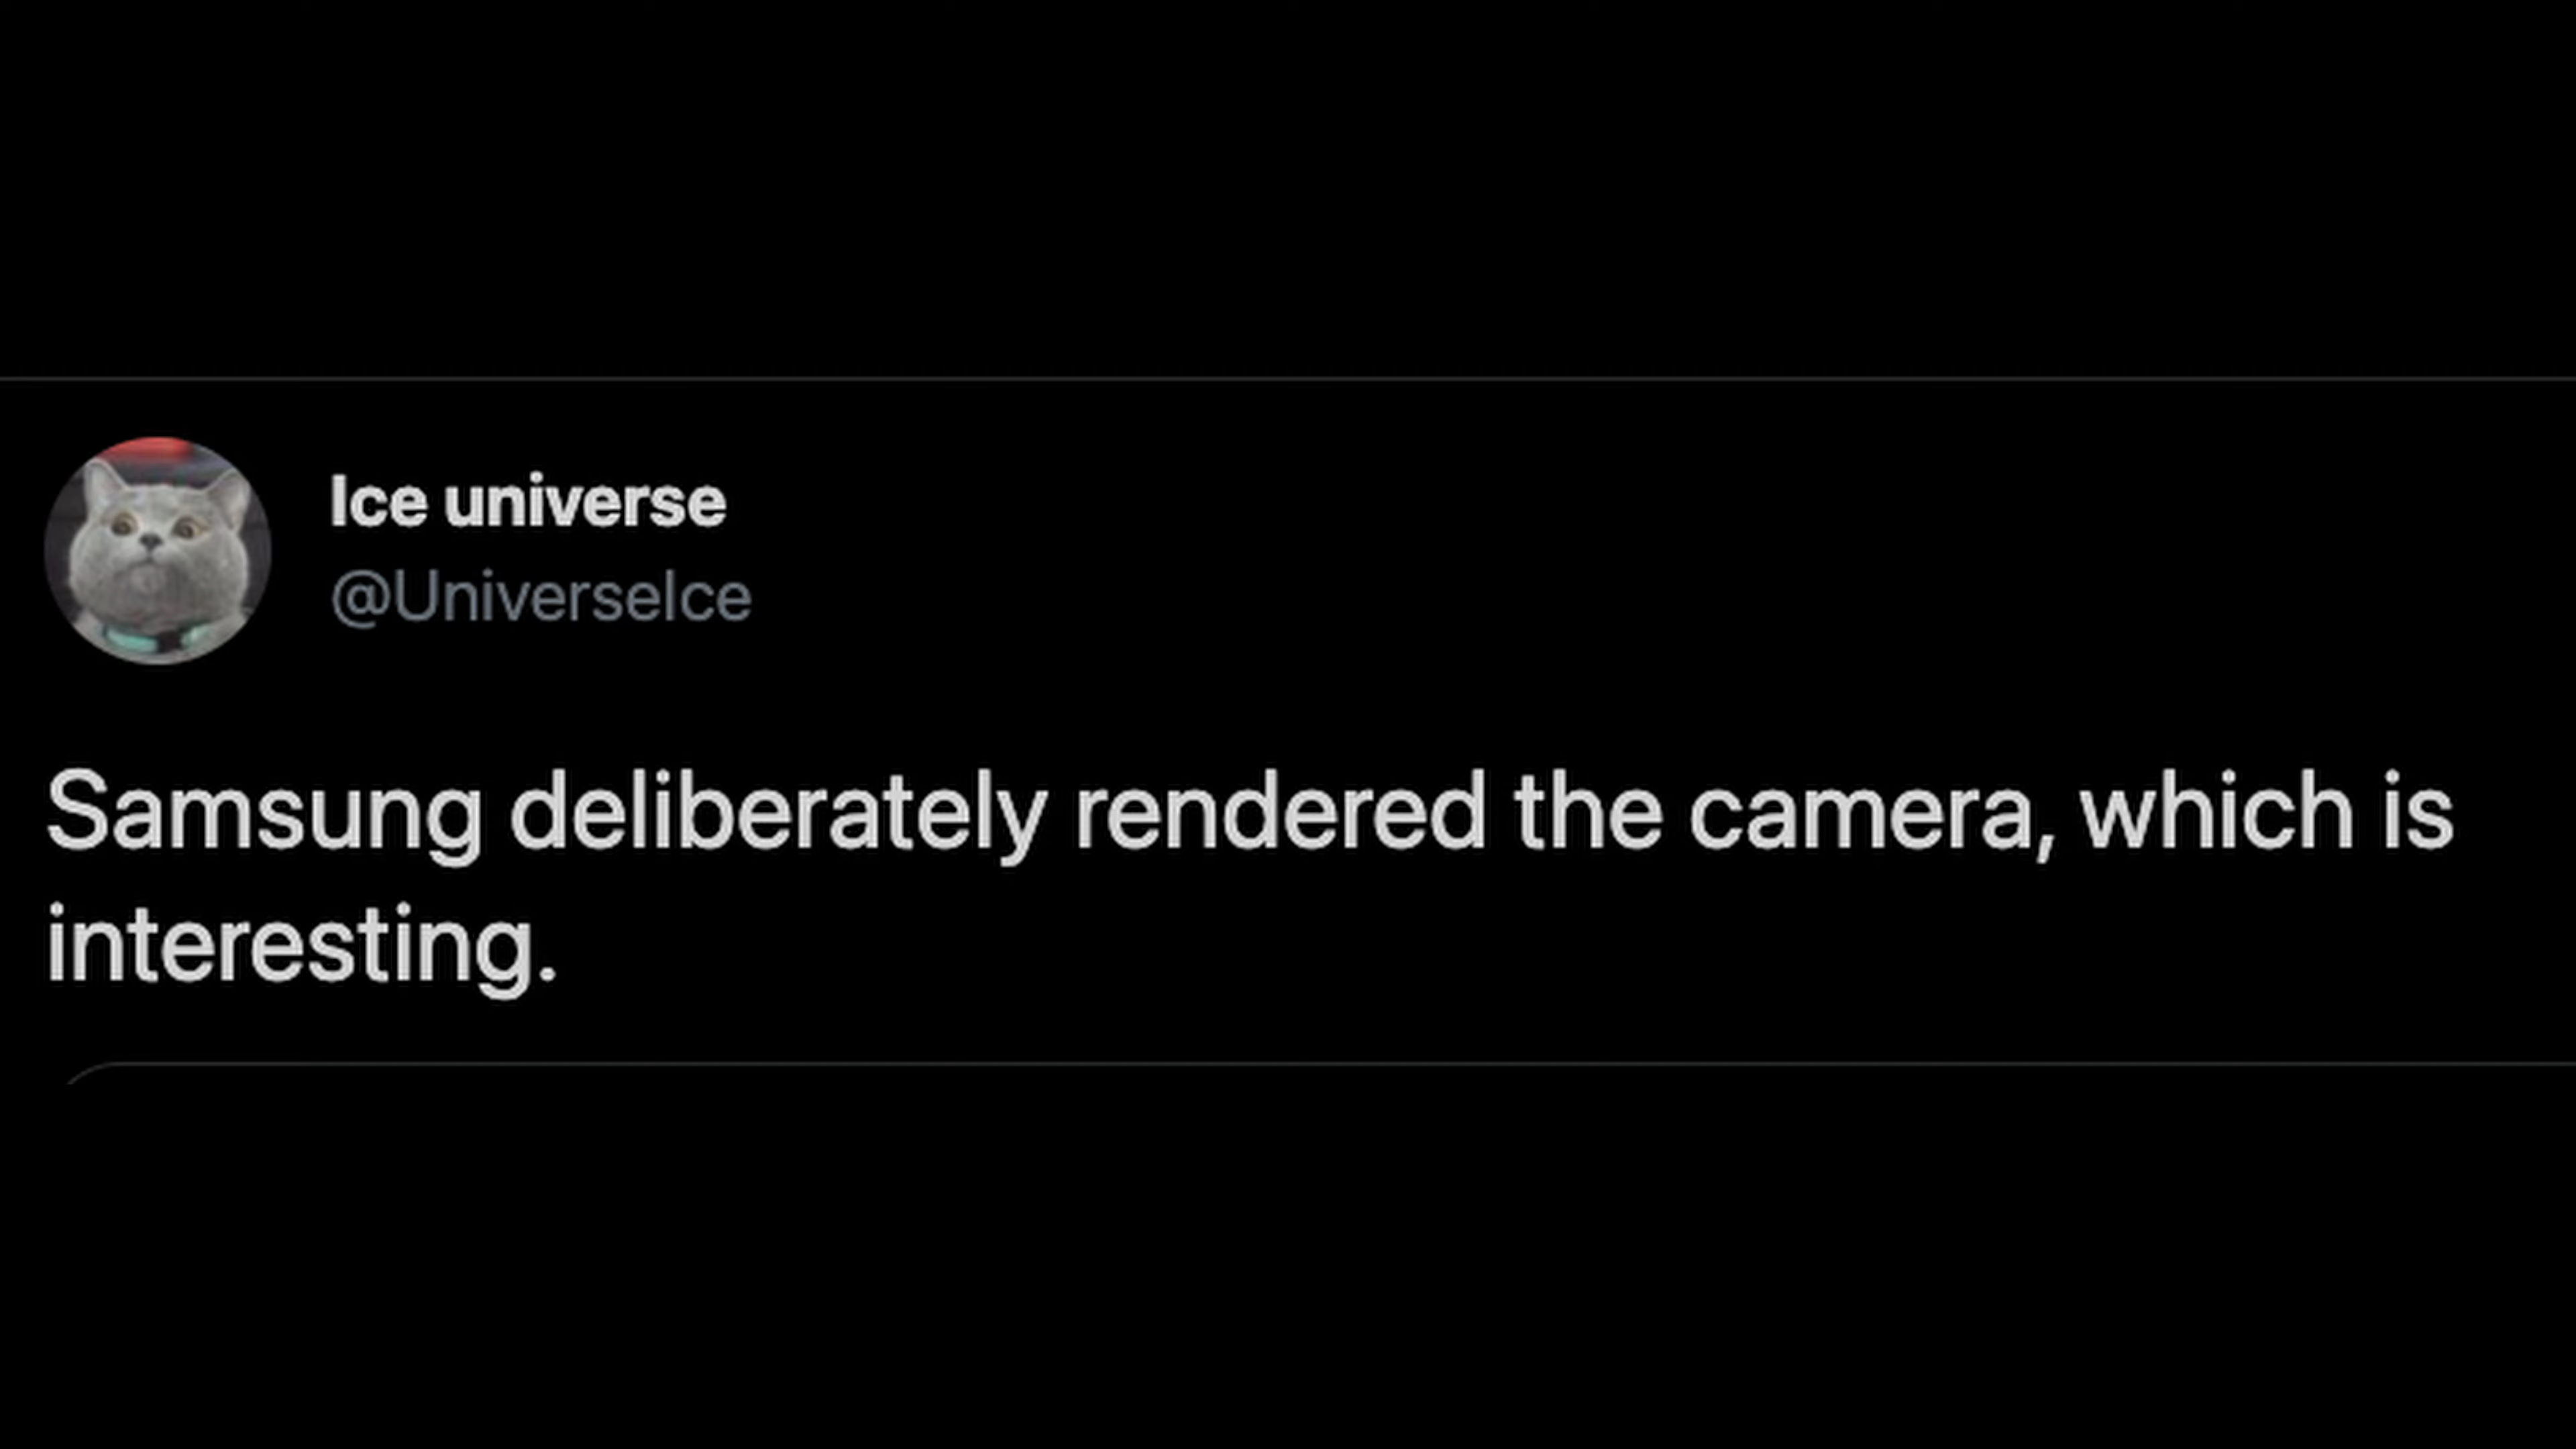 Ice universe
@UniverseIce
Samsung deliberately rendered the camera, which is
interesting.